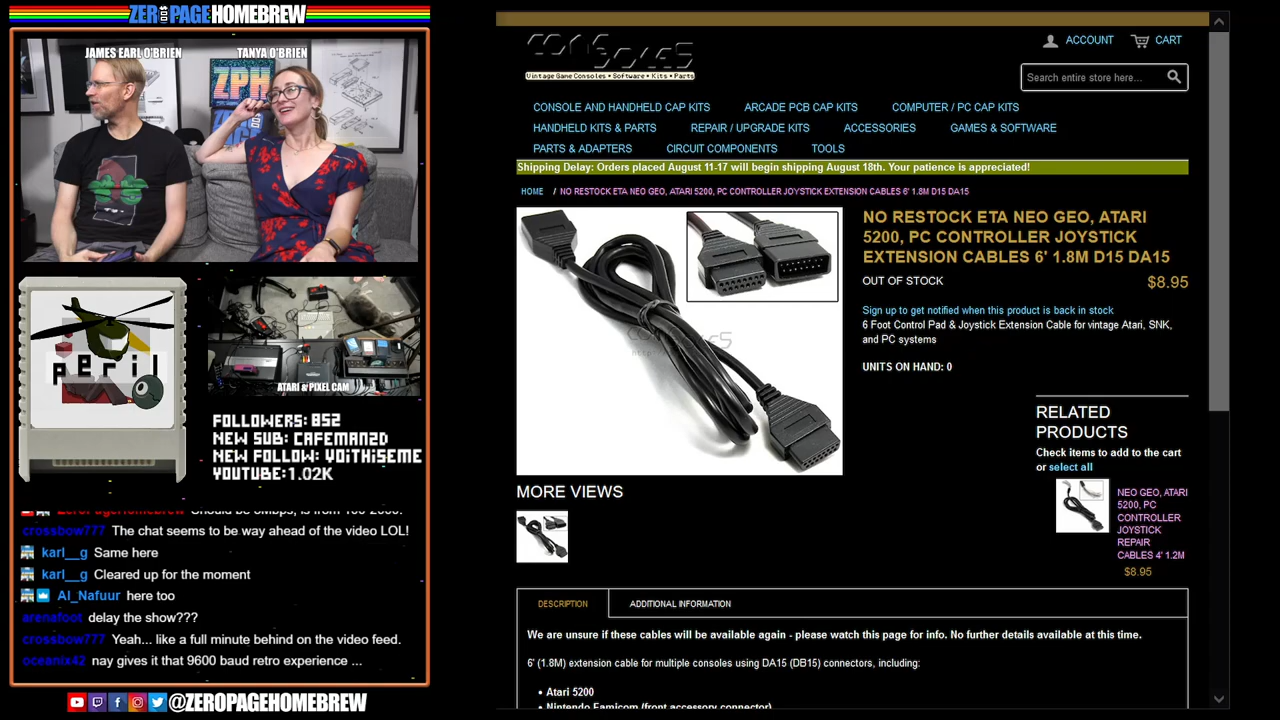 ZERO PAGE HOMEBREW
JAMES EARL O'BRIEN
TANYA O'BRIEN
ZPH
peril
ATARI & PIXEL CAM
FOLLOWERS: 852
NEW SUB: CAFEMAN2D
NEW FOLLOW: VOITHISEME
YOUTUBE: 1.02K
ZeroPageHomebrew
crossbow777 The chat seems to be way ahead of the video LOL!
karl__g Same here
karl__g Cleared up for the moment
Al_Nafuur here too
arenafoot delay the show???
crossbow777 Yeah... like a full minute behind on the video feed.
oceanix42 nay gives it that 9600 baud retro experience ...
@ZEROPAGEHOMEBREW
CONSOLE5
Vintage Game Consoles • Software • Kits • Parts
ACCOUNT
CART
Search entire store here...
CONSOLE AND HANDHELD CAP KITS
ARCADE PCB CAP KITS
COMPUTER / PC CAP KITS
HANDHELD KITS & PARTS
REPAIR / UPGRADE KITS
ACCESSORIES
GAMES & SOFTWARE
PARTS & ADAPTERS
CIRCUIT COMPONENTS
TOOLS
Shipping Delay: Orders placed August 11-17 will begin shipping August 18th. Your patience is appreciated!
HOME / NO RESTOCK ETA NEO GEO, ATARI 5200, PC CONTROLLER JOYSTICK EXTENSION CABLES 6' 1.8M D15 DA15
NO RESTOCK ETA NEO GEO, ATARI
5200, PC CONTROLLER JOYSTICK
EXTENSION CABLES 6' 1.8M D15 DA15
OUT OF STOCK
$8.95
Sign up to get notified when this product is back in stock
6 Foot Control Pad & Joystick Extension Cable for vintage Atari, SNK,
and PC systems
UNITS ON HAND: 0
RELATED
PRODUCTS
Check items to add to the cart
or select all
NEO GEO, ATARI
5200, PC
CONTROLLER
JOYSTICK
REPAIR
CABLES 4' 1.2M
$8.95
MORE VIEWS
DESCRIPTION
ADDITIONAL INFORMATION
We are unsure if these cables will be available again - please watch this page for info. No further details available at this time.
6' (1.8M) extension cable for multiple consoles using DA15 (DB15) connectors, including:
• Atari 5200
• Nintendo Famicom (front accessory connector)